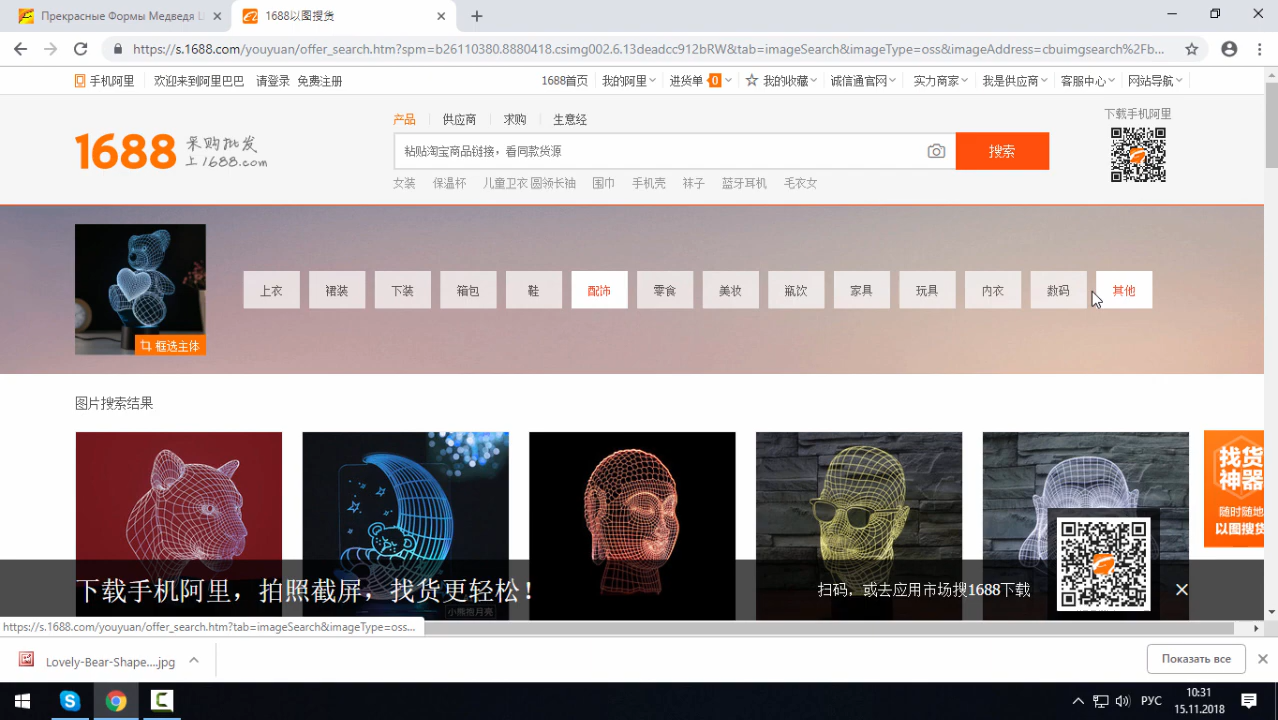 Прекрасные Формы Медведя
1688以图搜货
https://s.1688.com/youyuan/offer_search.htm?spm=b26110380.8880418.csimg002.6.13deadcc912bRW&tab=imageSearch&imageType=oss&imageAddress=cbuimgsearch%2Fb...
手机阿里 欢迎来到阿里巴巴 请登录 免费注册 1688首页 我的阿里 进货单 0 我的收藏 诚信通官网 实力商家 我是供应商 客服中心 网站导航
产品 供应商 求购 生意经
下载手机阿里
1688 采购批发
上1688.com
粘贴淘宝商品链接，看同款货源
搜索
女装 保温杯 儿童卫衣 圆领长袖 围巾 手机壳 袜子 蓝牙耳机 毛衣女
上衣 裙装 下装 箱包 鞋 配饰 零食 美妆 瓶饮 家具 玩具 内衣 数码 其他
框选主体
图片搜索结果
找货
神器
随时随地
以图搜货
下载手机阿里，拍照截屏，找货更轻松！
扫码，或去应用市场搜1688下载
小熊抱月亮
https://s.1688.com/youyuan/offer_search.htm?tab=imageSearch&imageType=oss...
Lovely-Bear-Shape....jpg
Показать все
РУС
10:31
15.11.2018